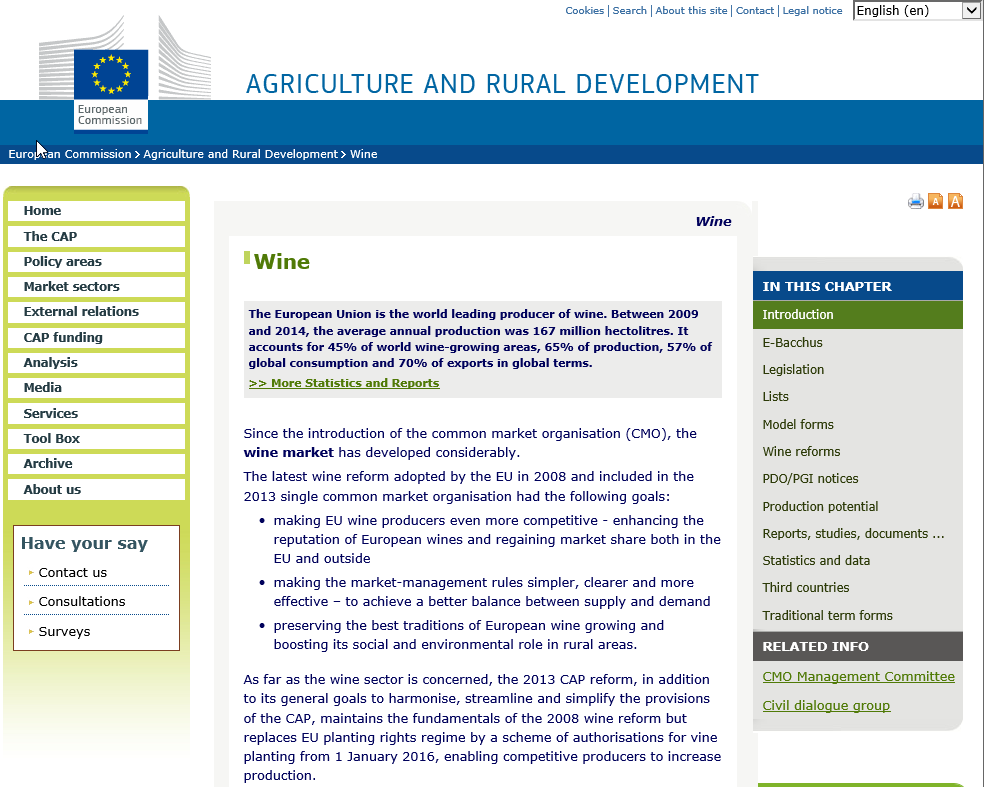 Cookies | Search | About this site | Contact | Legal notice
English (en)
European
Commission
AGRICULTURE AND RURAL DEVELOPMENT
European Commission > Agriculture and Rural Development > Wine
Home
The CAP
Policy areas
Market sectors
External relations
CAP funding
Analysis
Media
Services
Tool Box
Archive
About us
Have your say
Contact us
Consultations
Surveys
Wine
Wine
The European Union is the world leading producer of wine. Between 2009
and 2014, the average annual production was 167 million hectolitres. It
accounts for 45% of world wine-growing areas, 65% of production, 57% of
global consumption and 70% of exports in global terms.
>> More Statistics and Reports
Since the introduction of the common market organisation (CMO), the
wine market has developed considerably.
The latest wine reform adopted by the EU in 2008 and included in the
2013 single common market organisation had the following goals:
• making EU wine producers even more competitive - enhancing the
reputation of European wines and regaining market share both in the
EU and outside
• making the market-management rules simpler, clearer and more
effective – to achieve a better balance between supply and demand
• preserving the best traditions of European wine growing and
boosting its social and environmental role in rural areas.
As far as the wine sector is concerned, the 2013 CAP reform, in addition
to its general goals to harmonise, streamline and simplify the provisions
of the CAP, maintains the fundamentals of the 2008 wine reform but
replaces EU planting rights regime by a scheme of authorisations for vine
planting from 1 January 2016, enabling competitive producers to increase
production.
A A
IN THIS CHAPTER
Introduction
E-Bacchus
Legislation
Lists
Model forms
Wine reforms
PDO/PGI notices
Production potential
Reports, studies, documents ...
Statistics and data
Third countries
Traditional term forms
RELATED INFO
CMO Management Committee
Civil dialogue group